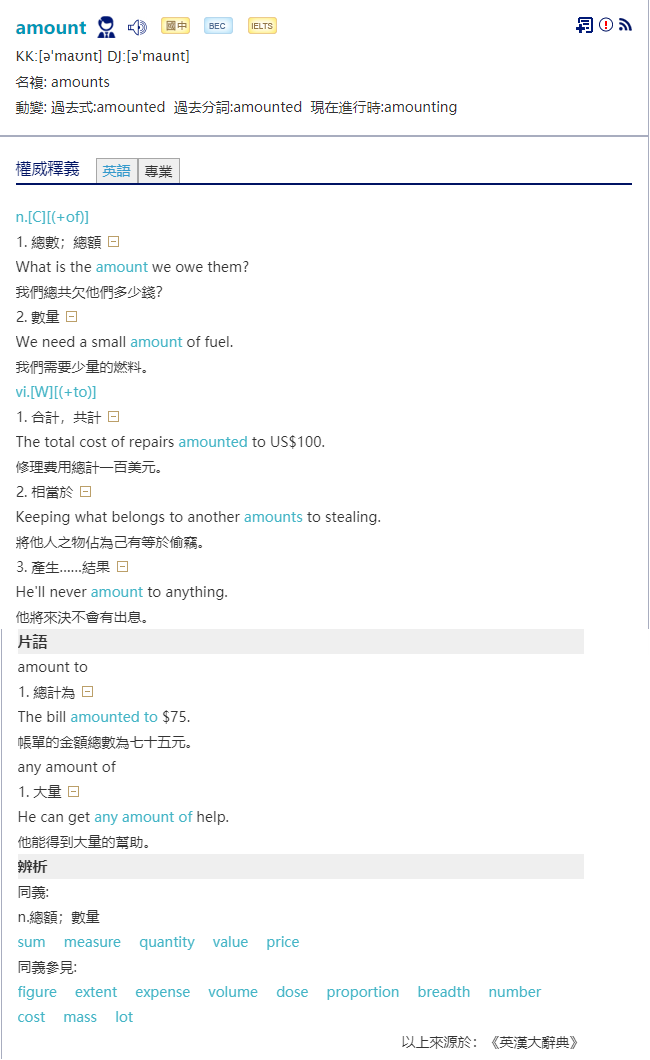 amount 國中 BEC IELTS
KK:[əˈmaʊnt] DJ:[əˈmaunt]
名複: amounts
動變: 過去式:amounted 過去分詞:amounted 現在進行時:amounting
權威釋義 英語 專業
n.[C][(+of)]
1. 總數；總額
What is the amount we owe them?
我們總共欠他們多少錢?
2. 數量
We need a small amount of fuel.
我們需要少量的燃料。
vi.[W][(+to)]
1. 合計，共計
The total cost of repairs amounted to US$100.
修理費用總計一百美元。
2. 相當於
Keeping what belongs to another amounts to stealing.
將他人之物佔為己有等於偷竊。
3. 產生......結果
He'll never amount to anything.
他將來決不會有出息。
片語
amount to
1. 總計為
The bill amounted to $75.
帳單的金額總數為七十五元。
any amount of
1. 大量
He can get any amount of help.
他能得到大量的幫助。
辨析
同義:
n.總額；數量
sum measure quantity value price
同義參見:
figure extent expense volume dose proportion breadth number
cost mass lot
以上來源於：《英漢大辭典》